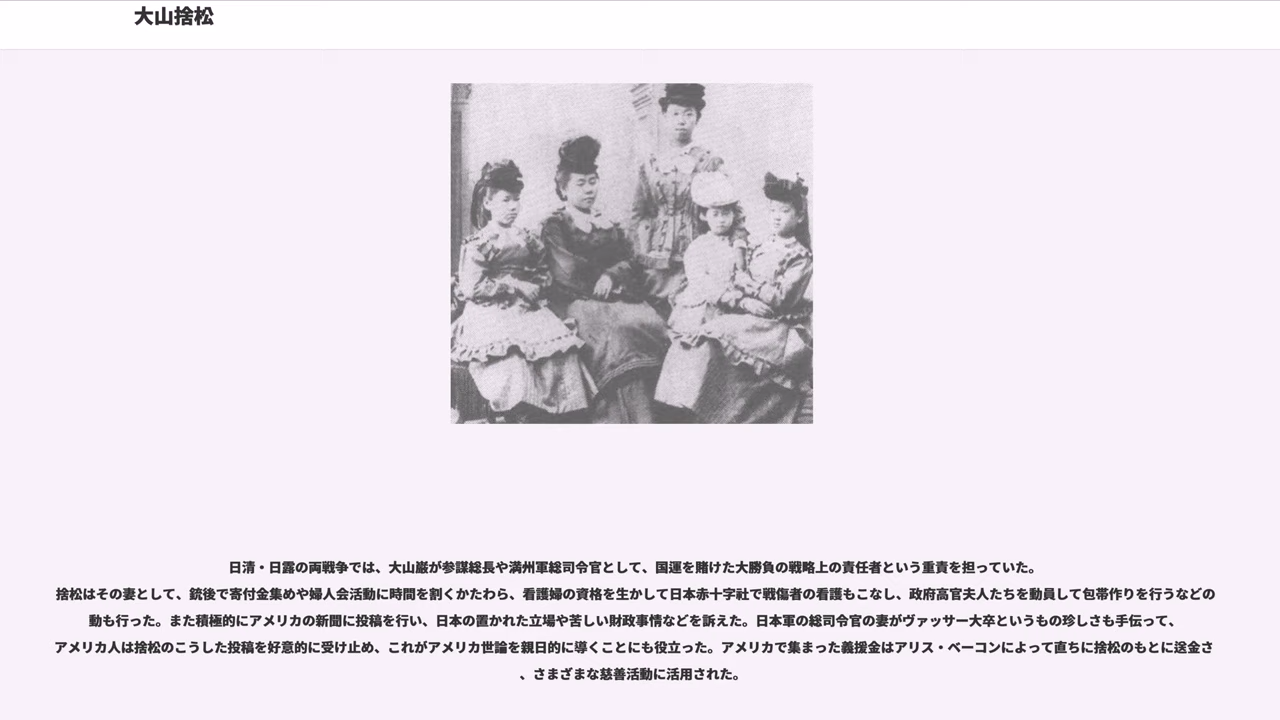 大山捨松
日清・日露の両戦争では、大山巌が参謀総長や満州軍総司令官として、国運を賭けた大勝負の戦略上の責任者という重責を担っていた。
捨松はその妻として、銃後で寄付金集めや婦人会活動に時間を割くかたわら、看護婦の資格を生かして日本赤十字社で戦傷者の看護もこなし、政府高官夫人たちを動員して包帯作りを行うなどの
動も行った。また積極的にアメリカの新聞に投稿を行い、日本の置かれた立場や苦しい財政事情などを訴えた。日本軍の総司令官の妻がヴァッサー大卒というもの珍しさも手伝って、
アメリカ人は捨松のこうした投稿を好意的に受け止め、これがアメリカ世論を親日的に導くことにも役立った。アメリカで集まった義援金はアリス・ベーコンによって直ちに捨松のもとに送金さ
、さまざまな慈善活動に活用された。